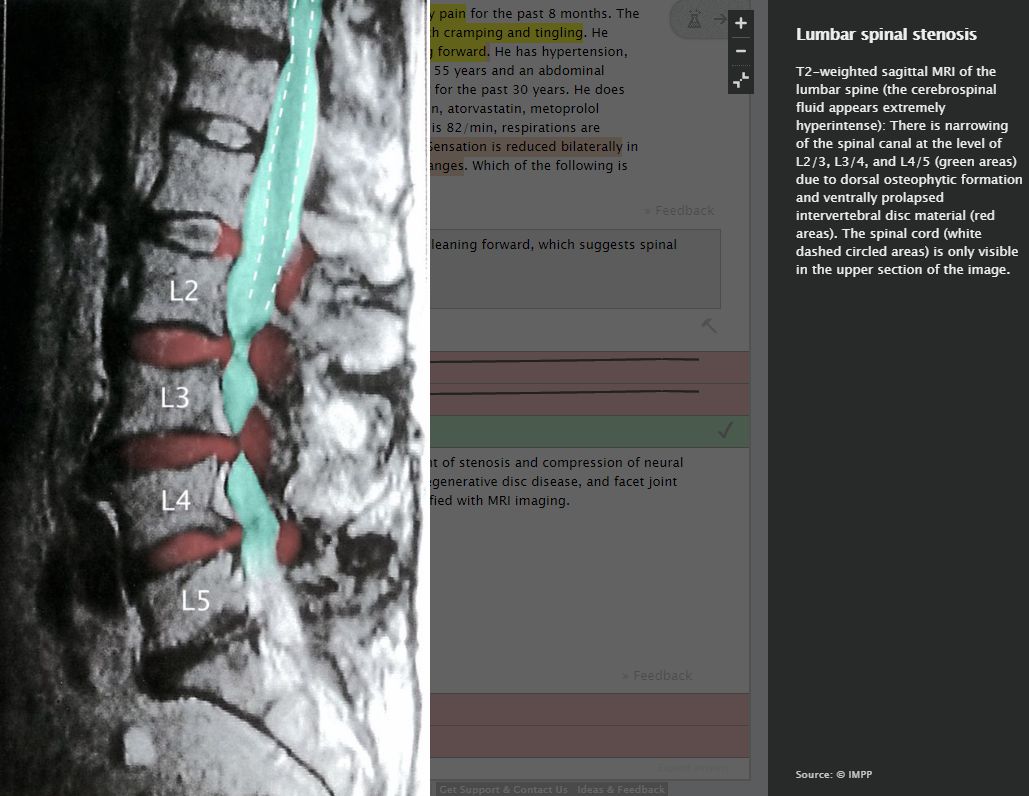 L2
L3
L4
L5
y pain for the past 8 months. The
h cramping and tingling. He
g forward. He has hypertension,
55 years and an abdominal
for the past 30 years. He does
n, atorvastatin, metoprolol
is 82/min, respirations are
Sensation is reduced bilaterally in
anges. Which of the following is
» Feedback
leaning forward, which suggests spinal
nt of stenosis and compression of neural
egenerative disc disease, and facet joint
fied with MRI imaging.
» Feedback
Get Support & Contact Us Ideas & Feedback
Lumbar spinal stenosis
T2-weighted sagittal MRI of the
lumbar spine (the cerebrospinal
fluid appears extremely
hyperintense): There is narrowing
of the spinal canal at the level of
L2/3, L3/4, and L4/5 (green areas)
due to dorsal osteophytic formation
and ventrally prolapsed
intervertebral disc material (red
areas). The spinal cord (white
dashed circled areas) is only visible
in the upper section of the image.
Source: © IMPP